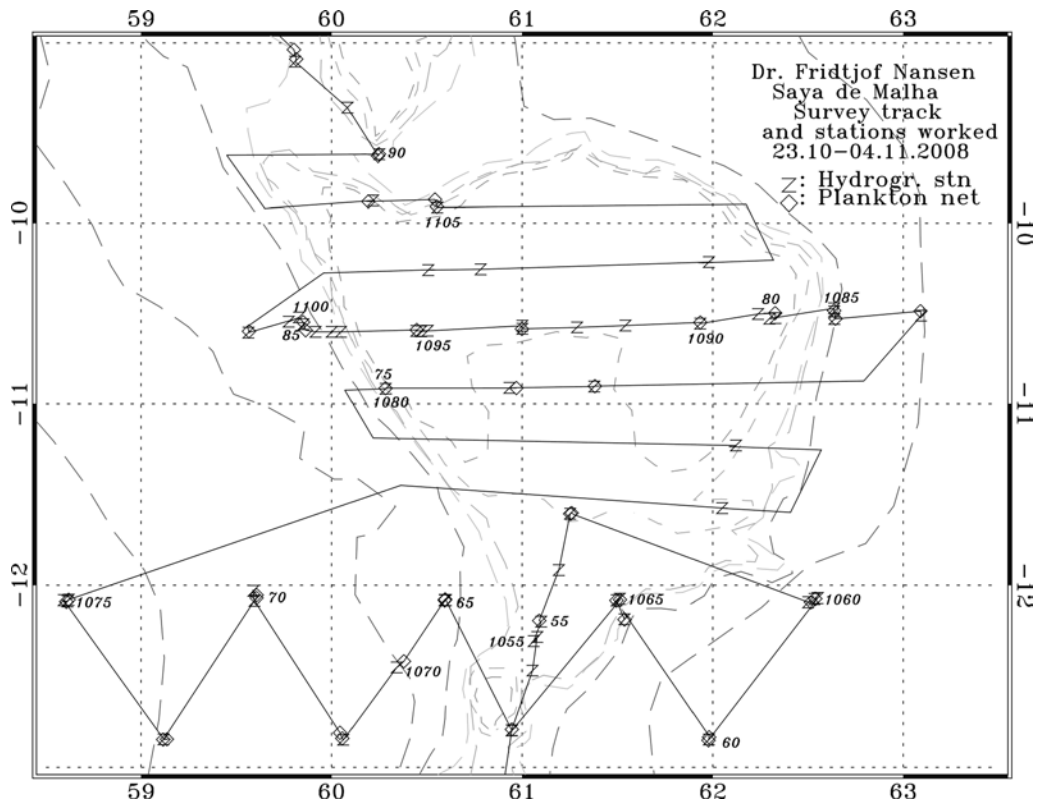 59 60 61 62 63
Dr. Fridtjof Nansen
Saya de Malha
Survey track
and stations worked
23.10-04.11.2008
Z: Hydrogr. stn
◇: Plankton net
90
-10 -10
1105
1100 80 1085
85 1095 1090
75
1080
-11 -11
-12 -12
1075 70 65 1065 1060
55
1055
1070
60
59 60 61 62 63